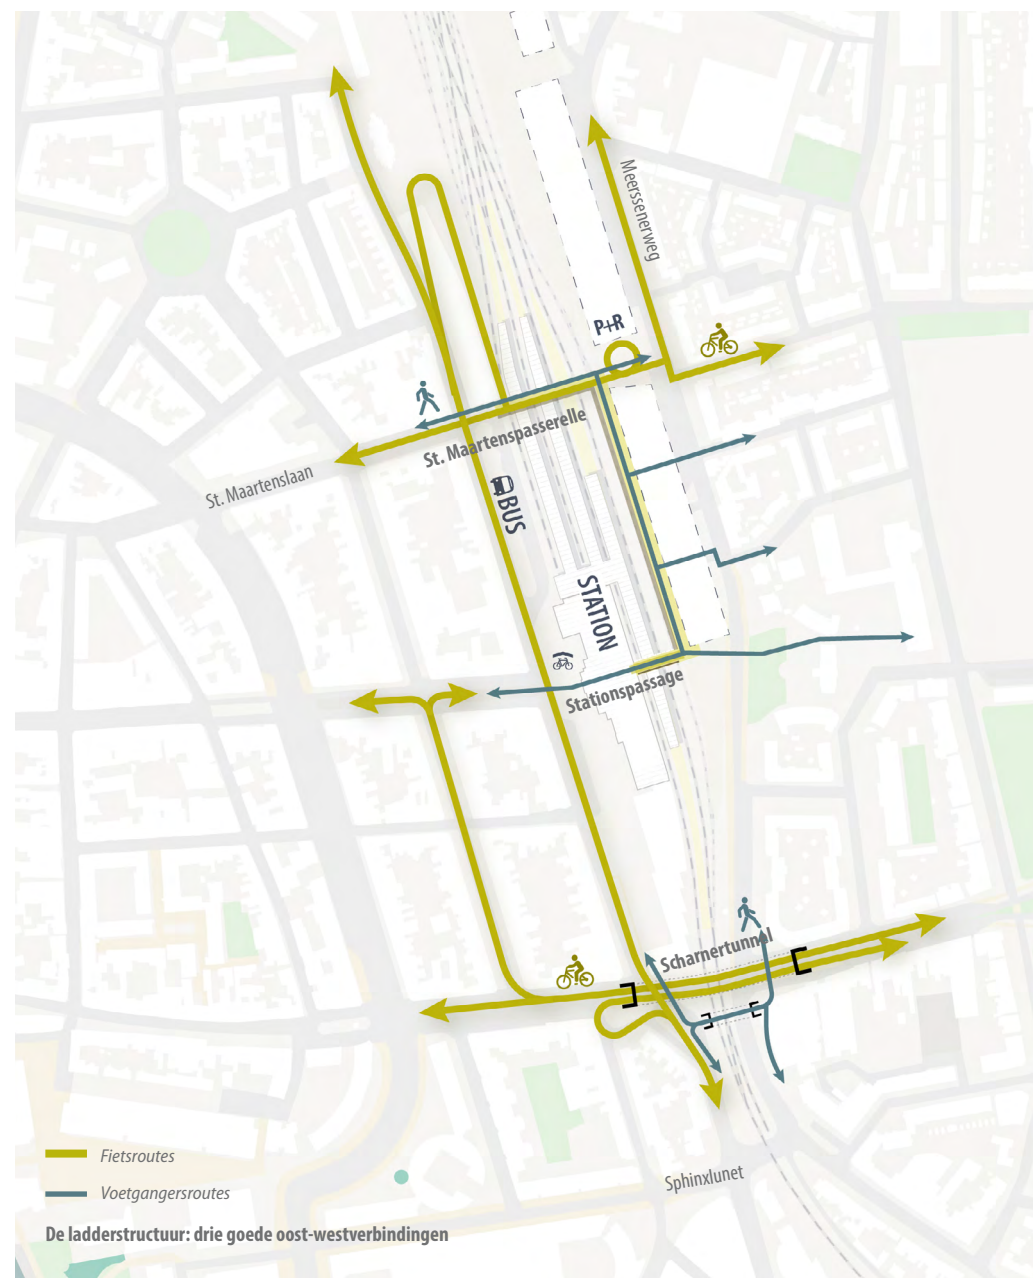 Meerssenerweg
P+R
St. Maartenspasserelle
St. Maartenslaan
BUS
STATION
Stationspassage
Scharnertunnel
Sphinxlunet
Fietsroutes
Voetgangersroutes
De ladderstructuur: drie goede oost-westverbindingen